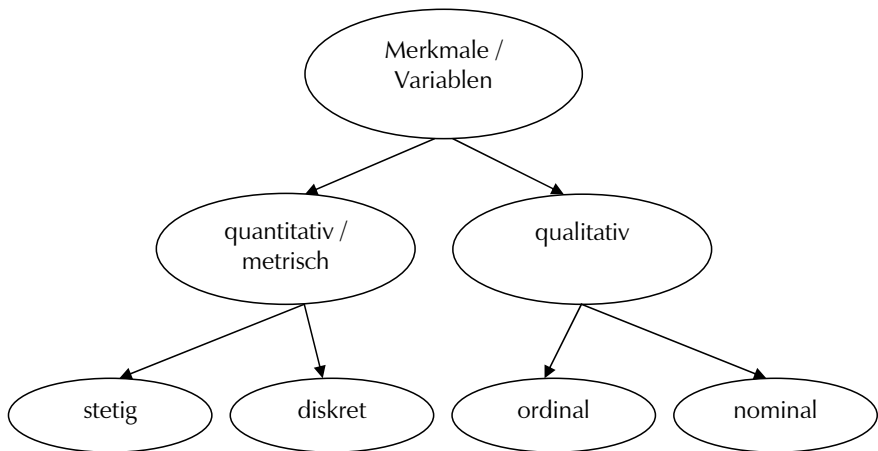 Merkmale /
Variablen
quantitativ /
metrisch
qualitativ
stetig
diskret
ordinal
nominal